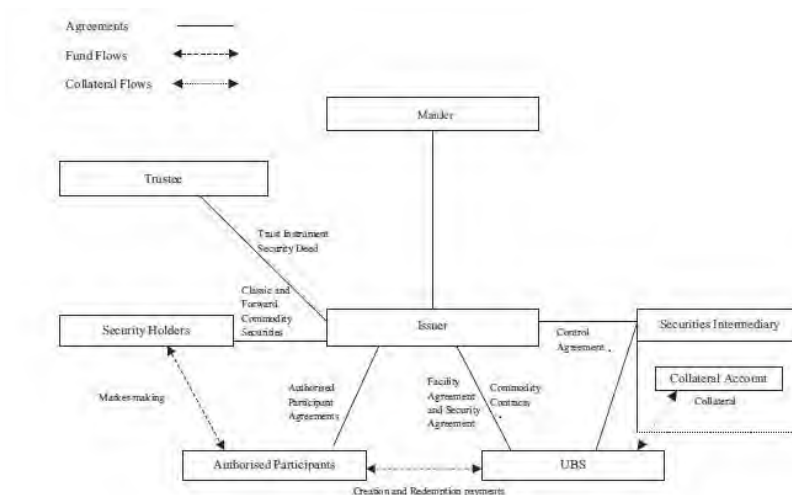 Agreements
Fund Flows
Collateral Flows
Manler
Trustee
Trust Instrument
Security Deed
Classic and
Forward
Commodity
Securities
Security Holders
Issuer
Securities Intermediary
Control
Agreement
Collateral Account
Collateral
Market-making
Authorised
Participant
Agreements
Facility
Agreement
and Security
Agreement
Commodity
Contracts
Authorised Participants
UBS
Creation and Redemption payments